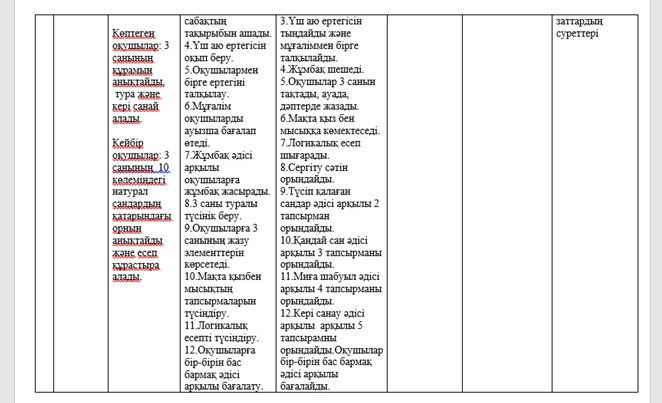 Көптеген
оқушылар: 3
санының
құрамын
анықтайды,
тура және
кері санай
алады.
Кейбір
оқушылар: 3
санының 10
көлеміндегі
натурал
сандардың
қатарындағы
орнын
анықтайды
және есеп
құрастыра
алады.
сабақтың
тақырыбын ашады.
4.Үш аю ертегісін
оқып беру.
5.Оқушылармен
бірге ертегіні
талқылау.
6.Мұғалім
оқушыларды
ауызша бағалап
өтеді.
7.Жұмбақ әдісі
арқылы
оқушыларға
жұмбақ жасырады.
8.3 саны туралы
түсінік беру.
9.Оқушыларға 3
санының жазу
элементтерін
көрсетеді.
10.Мақта қызбен
мысықтың
тапсырмаларын
түсіндіру.
11.Логикалық
есепті түсіндіру.
12.Оқушыларға
бір-бірін бас
бармақ әдісі
арқылы бағалату.
3.Үш аю ертегісін
тыңдайды және
мұғаліммен бірге
талқылайды.
4.Жұмбақ шешеді.
5.Оқушылар 3 санын
тақтады, ауада,
дәптерде жазады.
6.Мақта қыз бен
мысыққа көмектеседі.
7.Логикалық есеп
шығарады.
8.Сергіту сәтін
орындайды.
9.Түсіп қалаған
сандар әдісі арқылы 2
тапсырман
орындайды.
10.Қандай сан әдісі
арқылы 3 тапсырманы
орындайды.
11.Миға шабуыл әдісі
арқылы 4 тапсырманы
орындайды.
12.Кері санау әдісі
арқылы арқылы 5
тапсырамны
орындайды.Оқушылар
бір-бірін бас бармақ
әдісі арқылы
бағалайды.
заттардың
суреттері